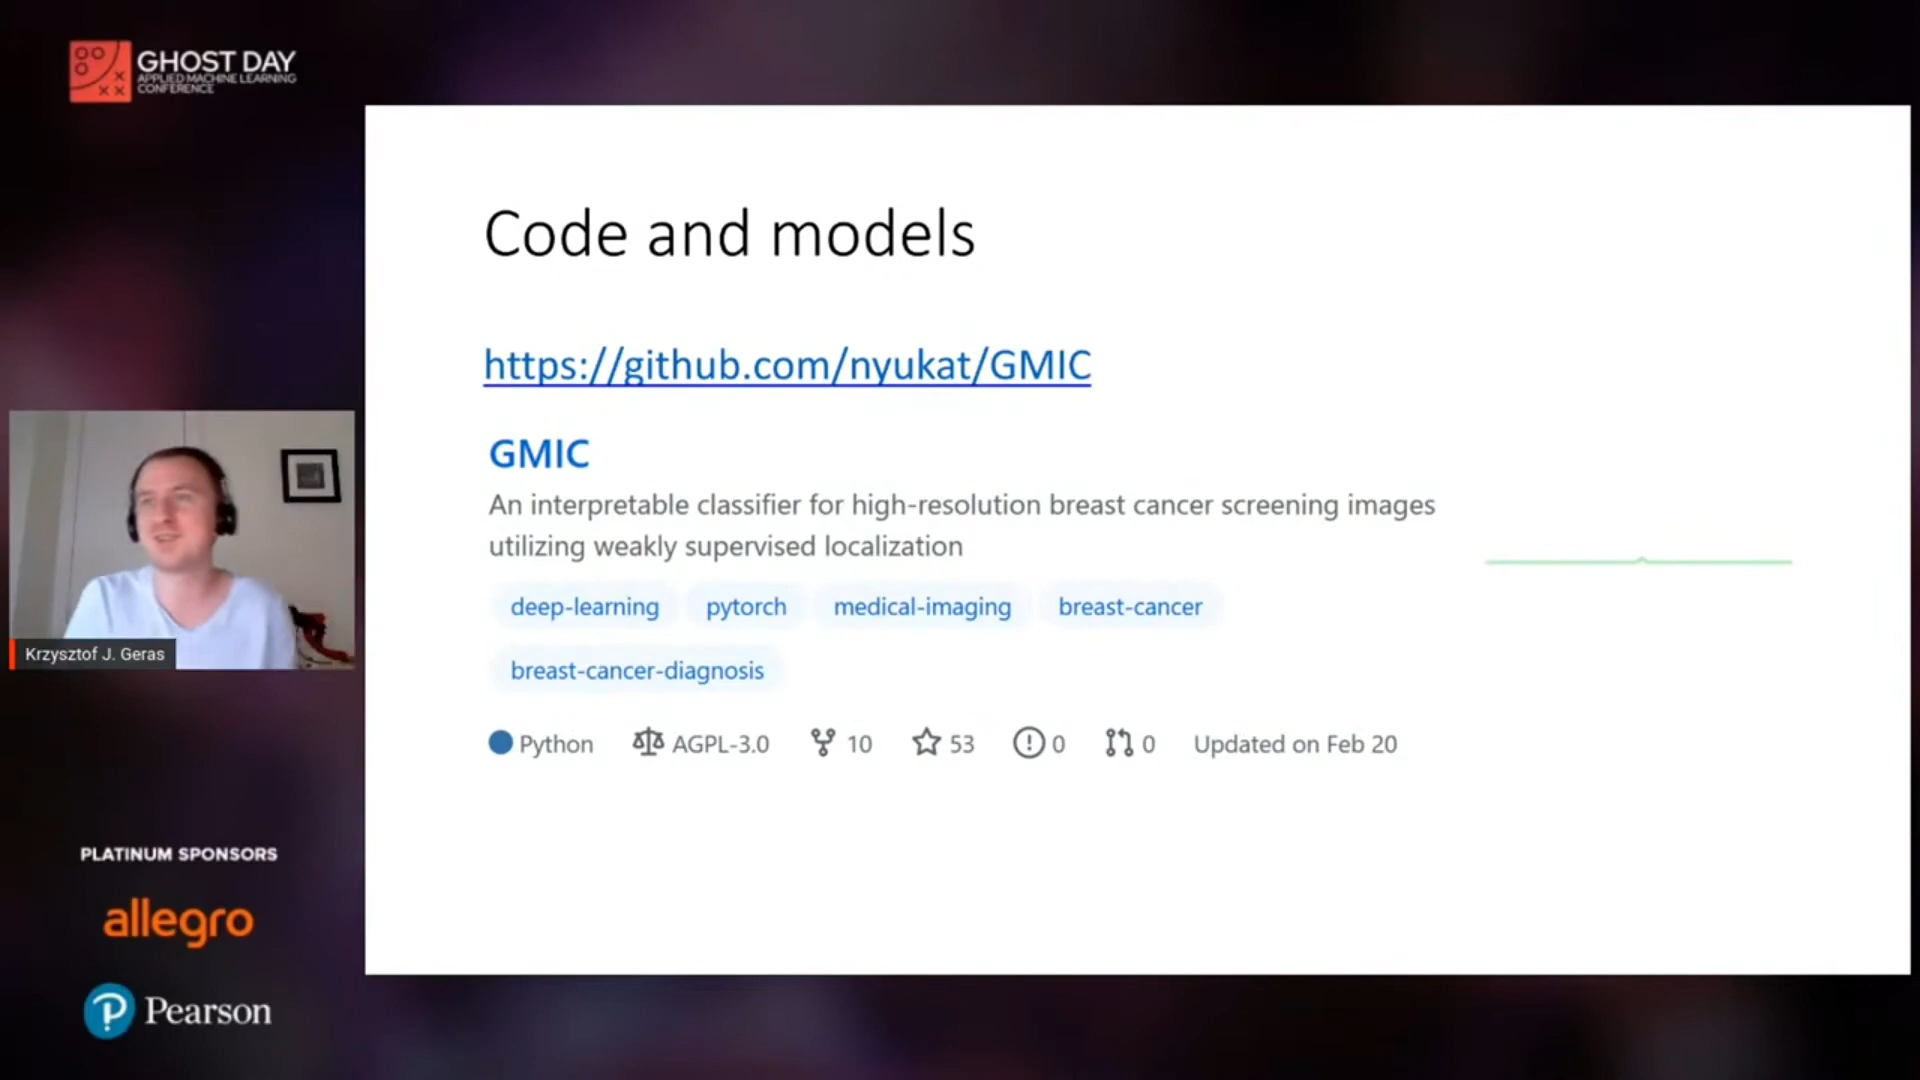 GHOST DAY
APPLIED MACHINE LEARNING
CONFERENCE
Code and models
https://github.com/nyukat/GMIC
GMIC
An interpretable classifier for high-resolution breast cancer screening images
utilizing weakly supervised localization
deep-learning pytorch medical-imaging breast-cancer
breast-cancer-diagnosis
Python AGPL-3.0 10 53 0 0 Updated on Feb 20
Krzysztof J. Geras
PLATINUM SPONSORS
allegro
P Pearson